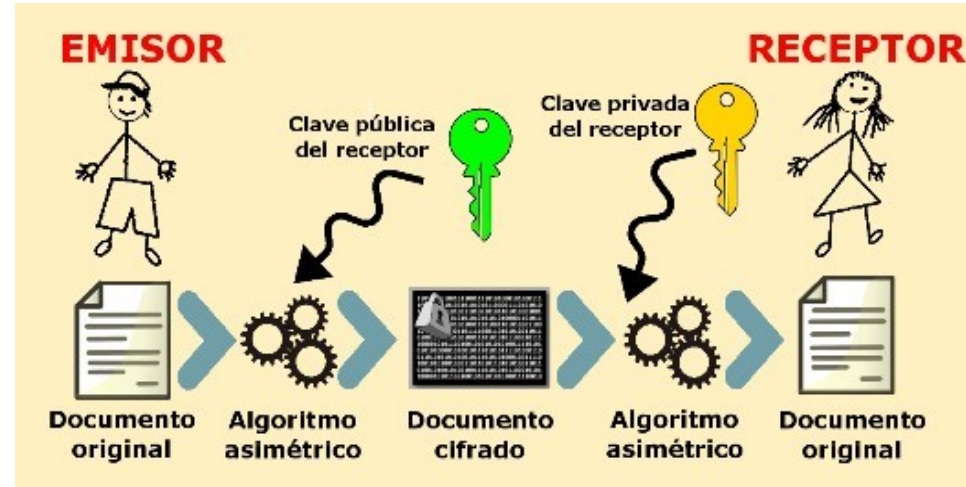 EMISOR
RECEPTOR
Clave pública
del receptor
Clave privada
del receptor
Documento
original
Algoritmo
asimétrico
Documento
cifrado
Algoritmo
asimétrico
Documento
original